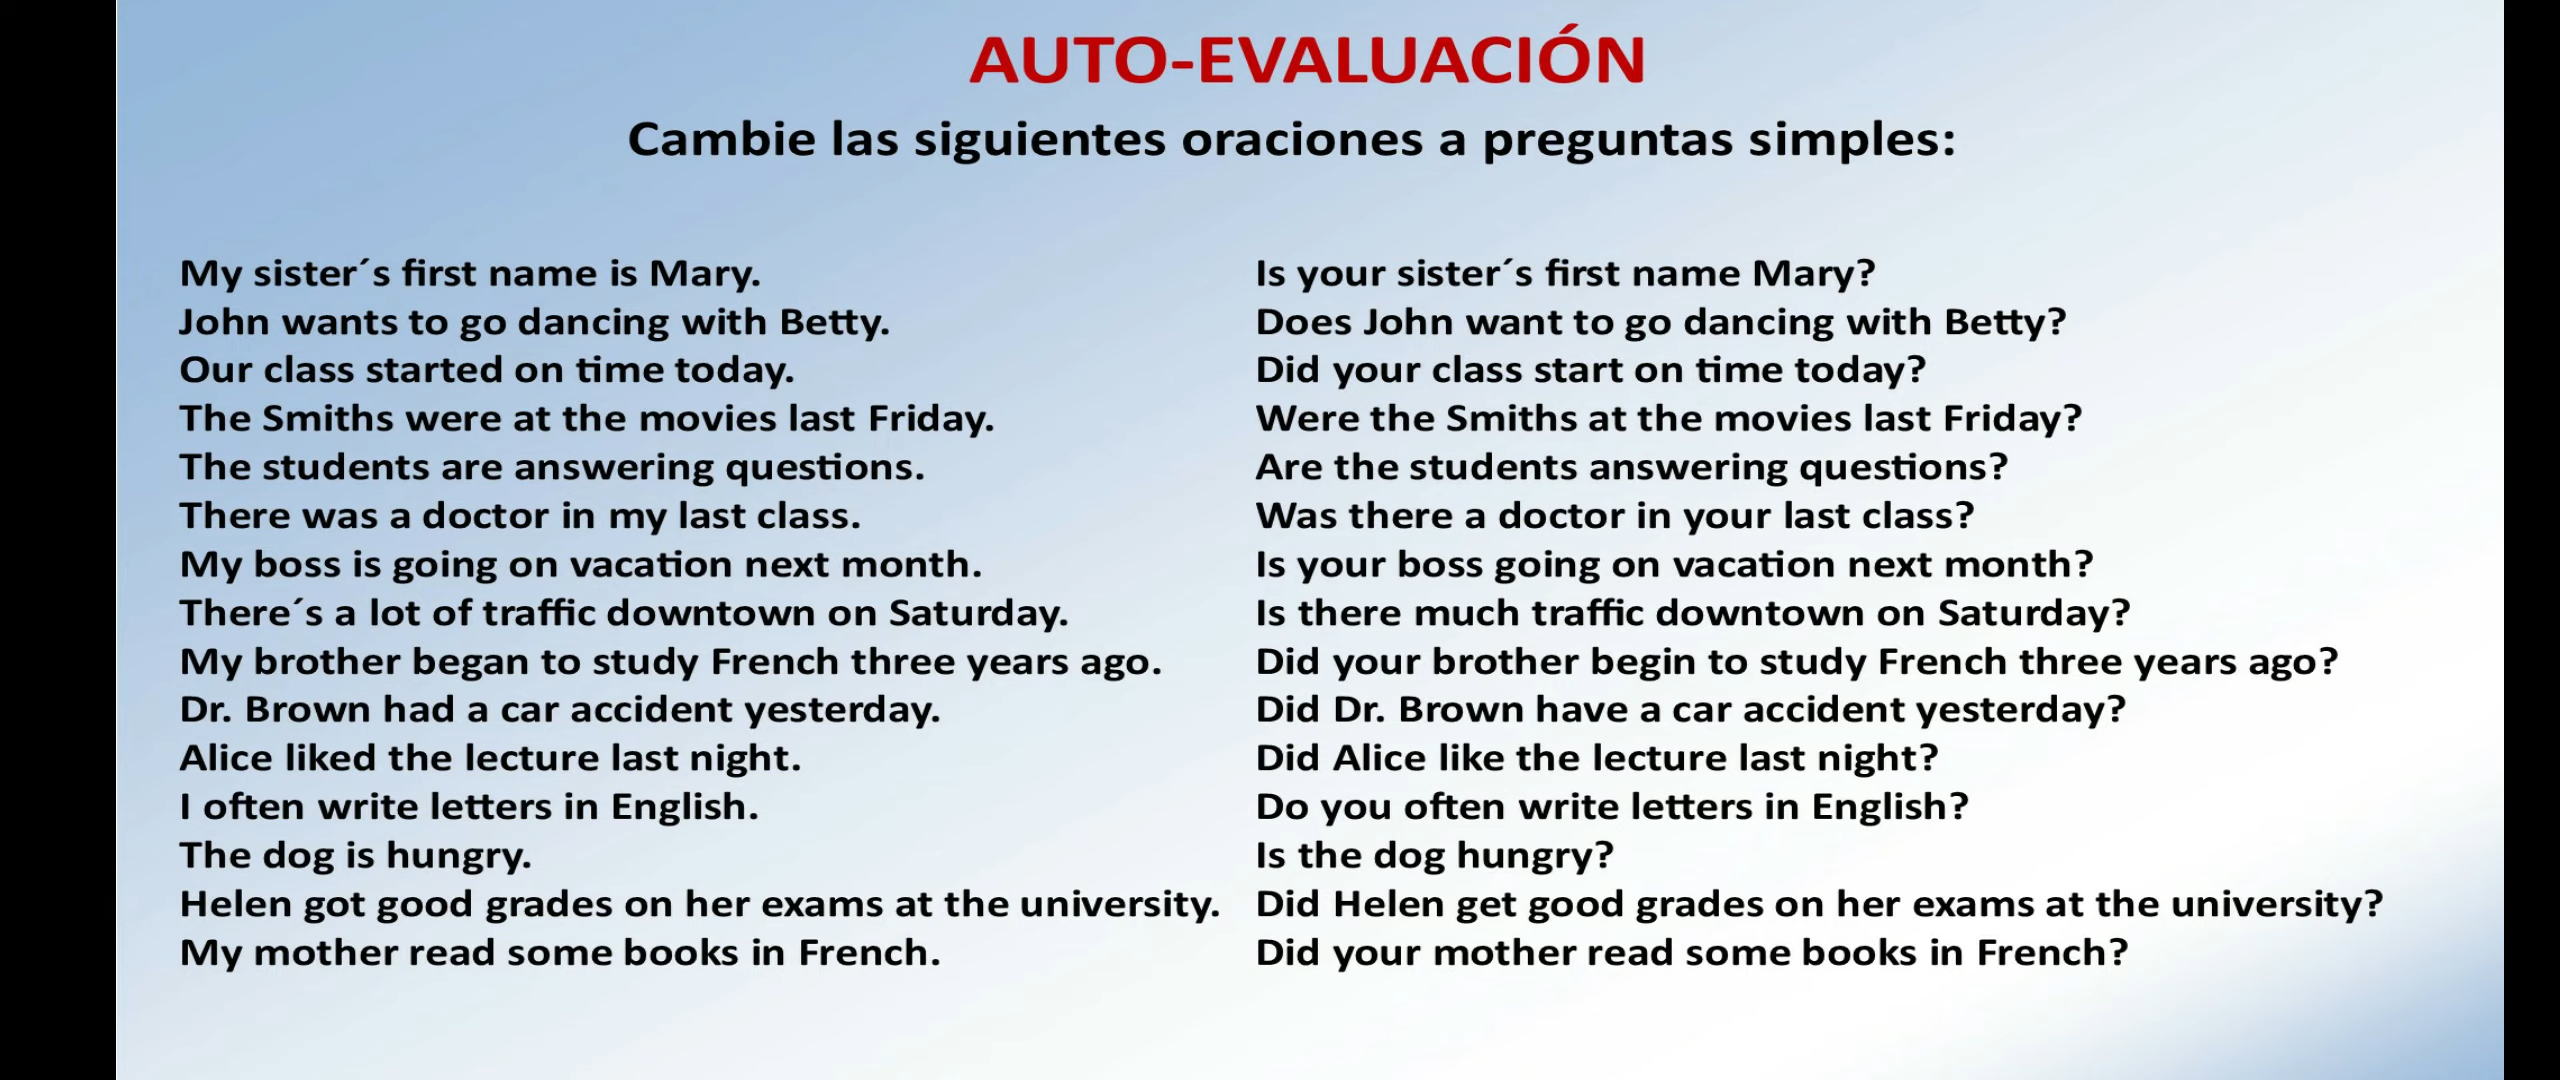 AUTO-EVALUACIÓN
Cambie las siguientes oraciones a preguntas simples:
My sister´s first name is Mary.
John wants to go dancing with Betty.
Our class started on time today.
The Smiths were at the movies last Friday.
The students are answering questions.
There was a doctor in my last class.
My boss is going on vacation next month.
There´s a lot of traffic downtown on Saturday.
My brother began to study French three years ago.
Dr. Brown had a car accident yesterday.
Alice liked the lecture last night.
I often write letters in English.
The dog is hungry.
Helen got good grades on her exams at the university.
My mother read some books in French.
Is your sister´s first name Mary?
Does John want to go dancing with Betty?
Did your class start on time today?
Were the Smiths at the movies last Friday?
Are the students answering questions?
Was there a doctor in your last class?
Is your boss going on vacation next month?
Is there much traffic downtown on Saturday?
Did your brother begin to study French three years ago?
Did Dr. Brown have a car accident yesterday?
Did Alice like the lecture last night?
Do you often write letters in English?
Is the dog hungry?
Did Helen get good grades on her exams at the university?
Did your mother read some books in French?